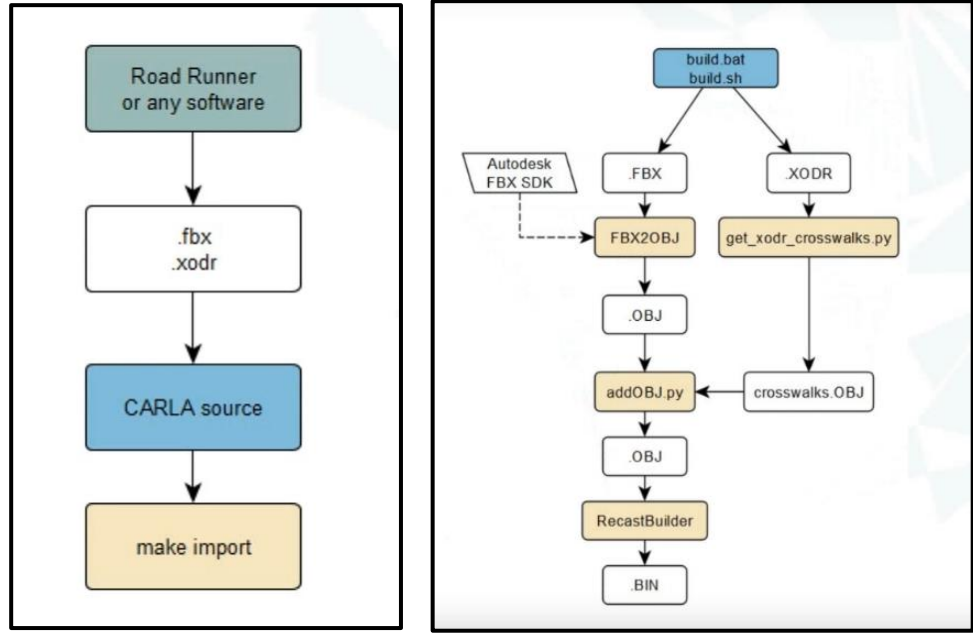 Road Runner
or any software
.fbx
.xodr
CARLA source
make import
build.bat
build.sh
Autodesk
FBX SDK
.FBX
.XODR
FBX2OBJ
get_xodr_crosswalks.py
.OBJ
addOBJ.py
crosswalks.OBJ
.OBJ
RecastBuilder
.BIN